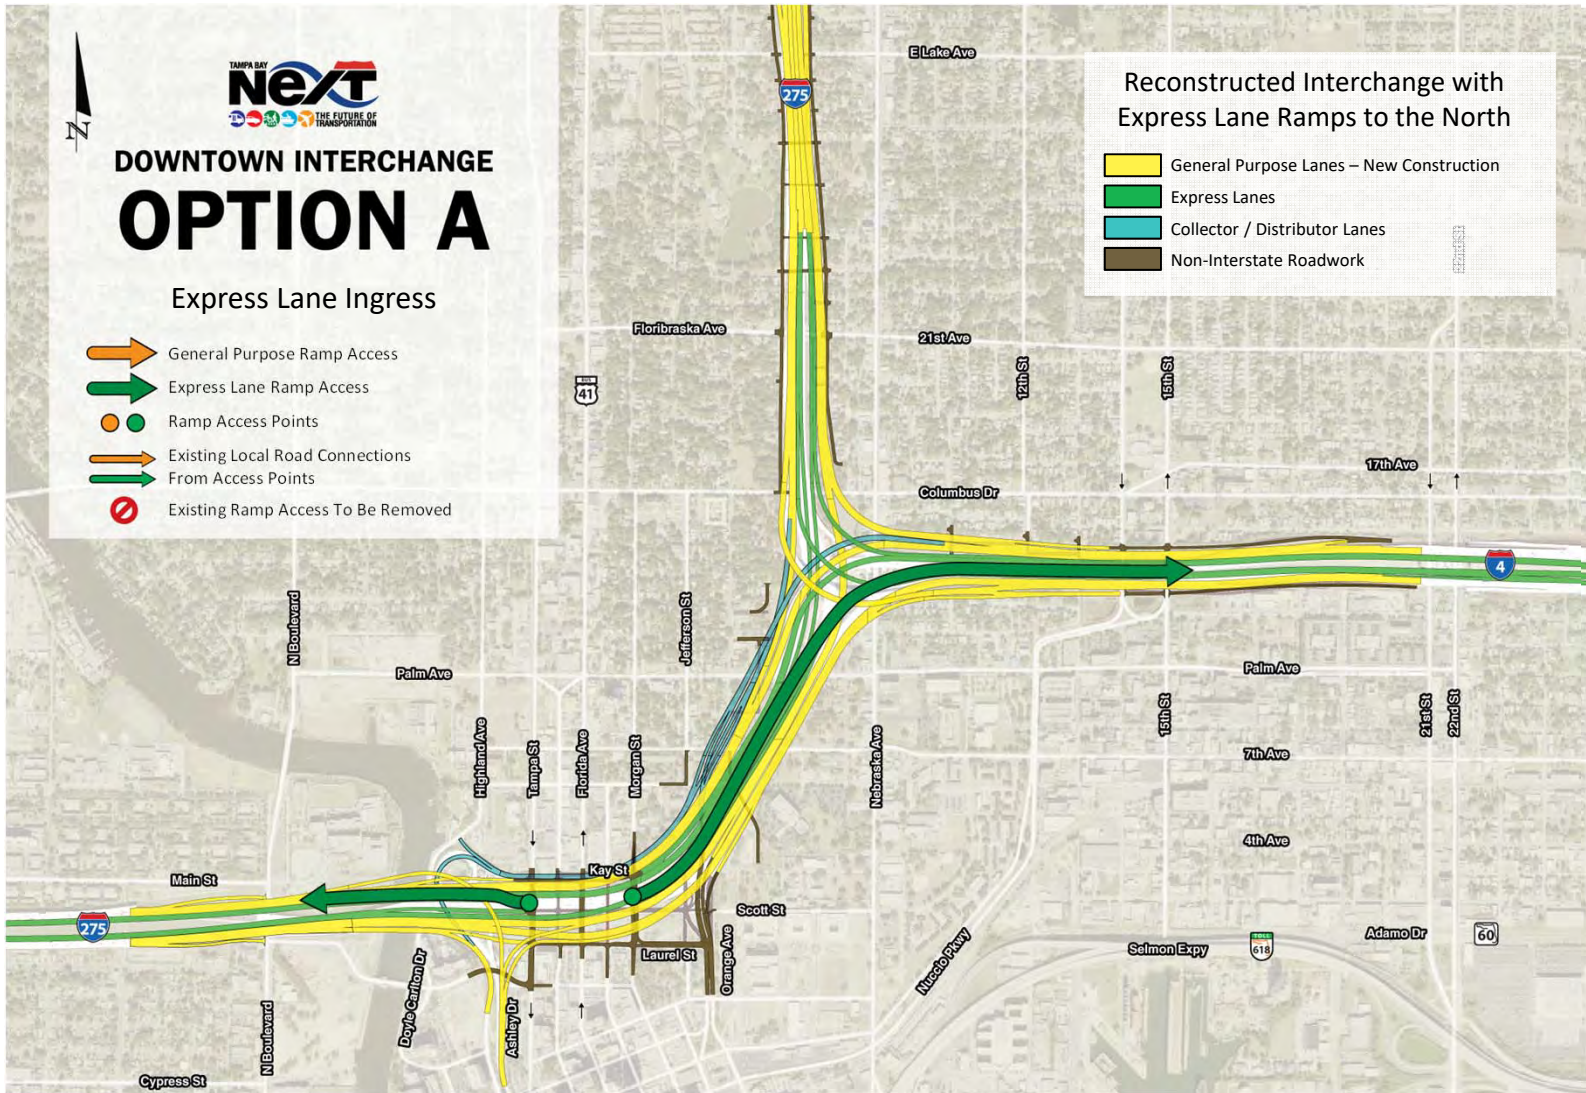 TAMPA BAY
NexT
THE FUTURE OF
TRANSPORTATION
N
DOWNTOWN INTERCHANGE
OPTION A
Express Lane Ingress
General Purpose Ramp Access
Express Lane Ramp Access
Ramp Access Points
Existing Local Road Connections
From Access Points
Existing Ramp Access To Be Removed
Reconstructed Interchange with
Express Lane Ramps to the North
General Purpose Lanes – New Construction
Express Lanes
Collector / Distributor Lanes
Non-Interstate Roadwork
E Lake Ave
275
Floribraska Ave
21st Ave
12th St
15th St
BUS
41
17th Ave
Columbus Dr
4
N Boulevard
Jefferson St
Palm Ave
Palm Ave
15th St
21st St
22nd St
Highland Ave
Tampa St
Florida Ave
Morgan St
Nebraska Ave
7th Ave
4th Ave
Main St
Kay St
Scott St
275
Laurel St
Orange Ave
Nuccio Pkwy
Selmon Expy
TOLL
618
Adamo Dr
60
Doyle Carlton Dr
Ashley Dr
N Boulevard
Cypress St